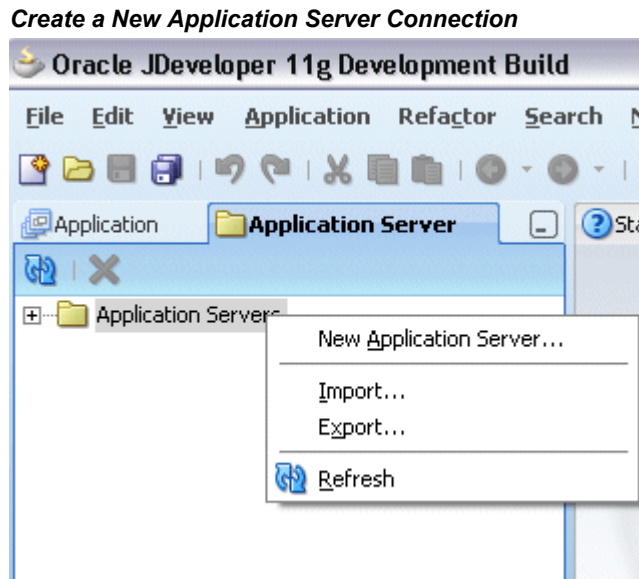 Create a New Application Server Connection
Oracle JDeveloper 11g Development Build
File Edit View Application Refactor Search
Application Application Server Sta
Application Servers
New Application Server...
Import...
Export...
Refresh